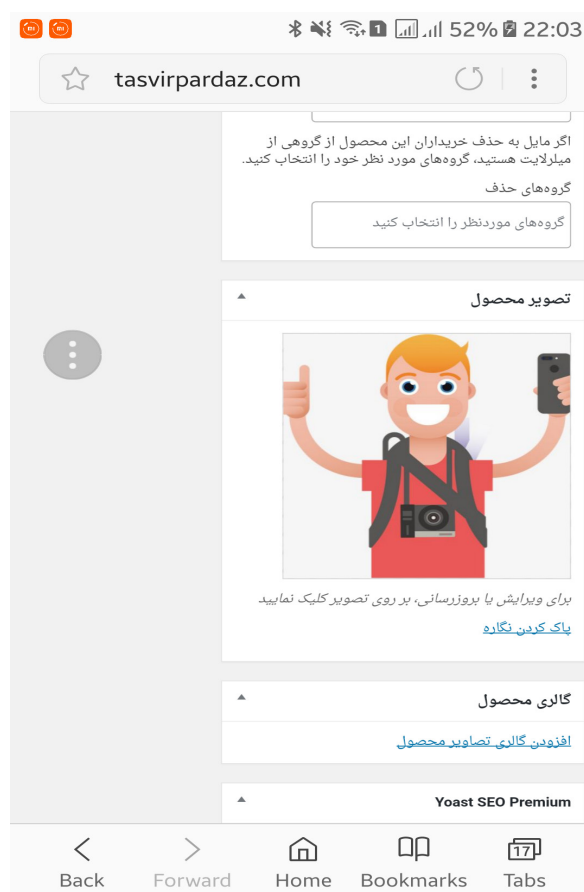 52% 22:03
tasvirpardaz.com
اگر مایل به حذف خریداران این محصول از گروهی از
میلرلایت هستید، گروه‌های مورد نظر خود را انتخاب کنید.
گروه‌های حذف
گروه‌های موردنظر را انتخاب کنید
تصویر محصول
برای ویرایش یا بروزرسانی، بر روی تصویر کلیک نمایید
پاک کردن نگاره
گالری محصول
افزودن گالری تصاویر محصول
Yoast SEO Premium
17
Back Forward Home Bookmarks Tabs